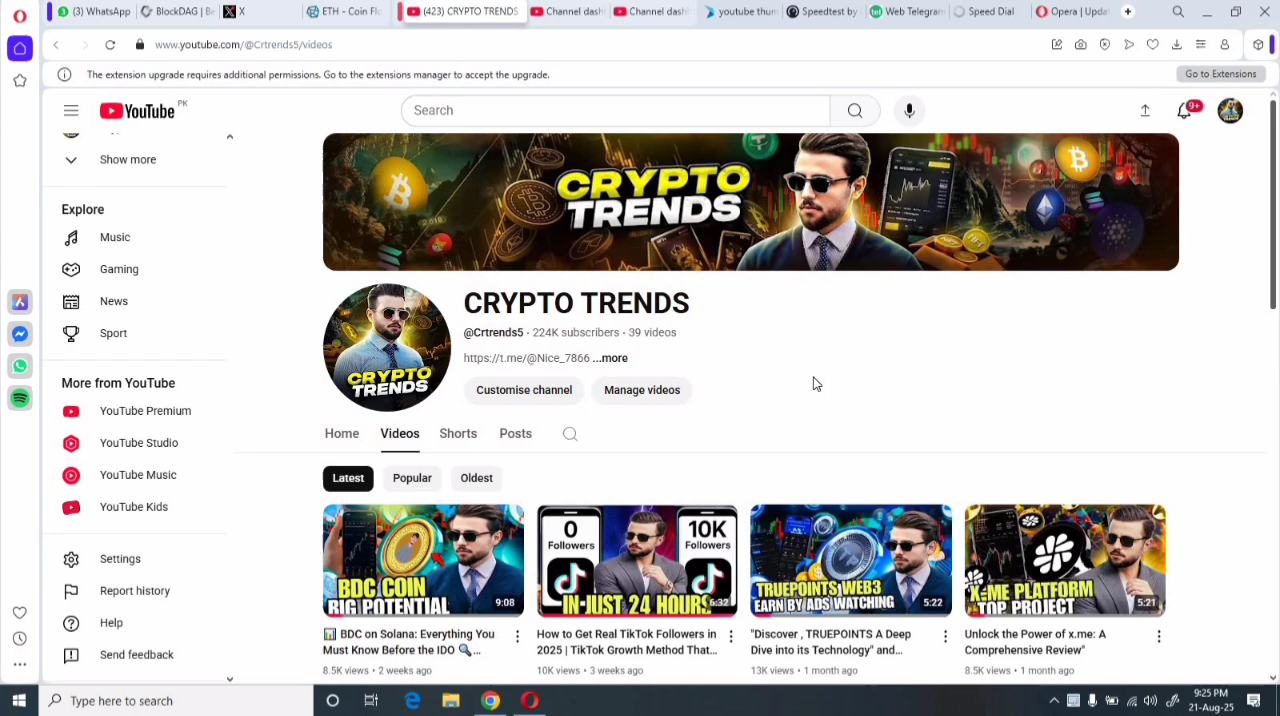 (3) WhatsApp
BlockDAG | Be
X
ETH - Coin Flo
(423) CRYPTO TRENDS
Channel dash
Channel dash
youtube thum
Speedtest by
Web Telegram
Speed Dial
Opera | Upda
www.youtube.com/@Crtrends5/videos
The extension upgrade requires additional permissions. Go to the extensions manager to accept the upgrade.
Go to Extensions
YouTube PK
Search
9+
Show more
Explore
Music
Gaming
News
Sport
More from YouTube
YouTube Premium
YouTube Studio
YouTube Music
YouTube Kids
Settings
Report history
Help
Send feedback
CRYPTO
TRENDS
CRYPTO
TRENDS
CRYPTO TRENDS
@Crtrends5 · 224K subscribers · 39 videos
https://t.me/@Nice_7866 ...more
Customise channel
Manage videos
Home
Videos
Shorts
Posts
Latest
Popular
Oldest
BDC COIN
BIG POTENTIAL
9:08
0
Followers
10K
Followers
IN JUST 24 HOURS
6:32
TRUEPOINTS WEB3
EARN BY ADS WATCHING
5:22
X-ME PLATFORM
TOP PROJECT
5:21
📊 BDC on Solana: Everything You
Must Know Before the IDO 🔍...
8.5K views · 2 weeks ago
How to Get Real TikTok Followers in
2025 | TikTok Growth Method That...
10K views · 3 weeks ago
"Discover , TRUEPOINTS A Deep
Dive into its Technology" and...
13K views · 1 month ago
Unlock the Power of x.me: A
Comprehensive Review"
8.5K views · 1 month ago
Type here to search
9:25 PM
21-Aug-25